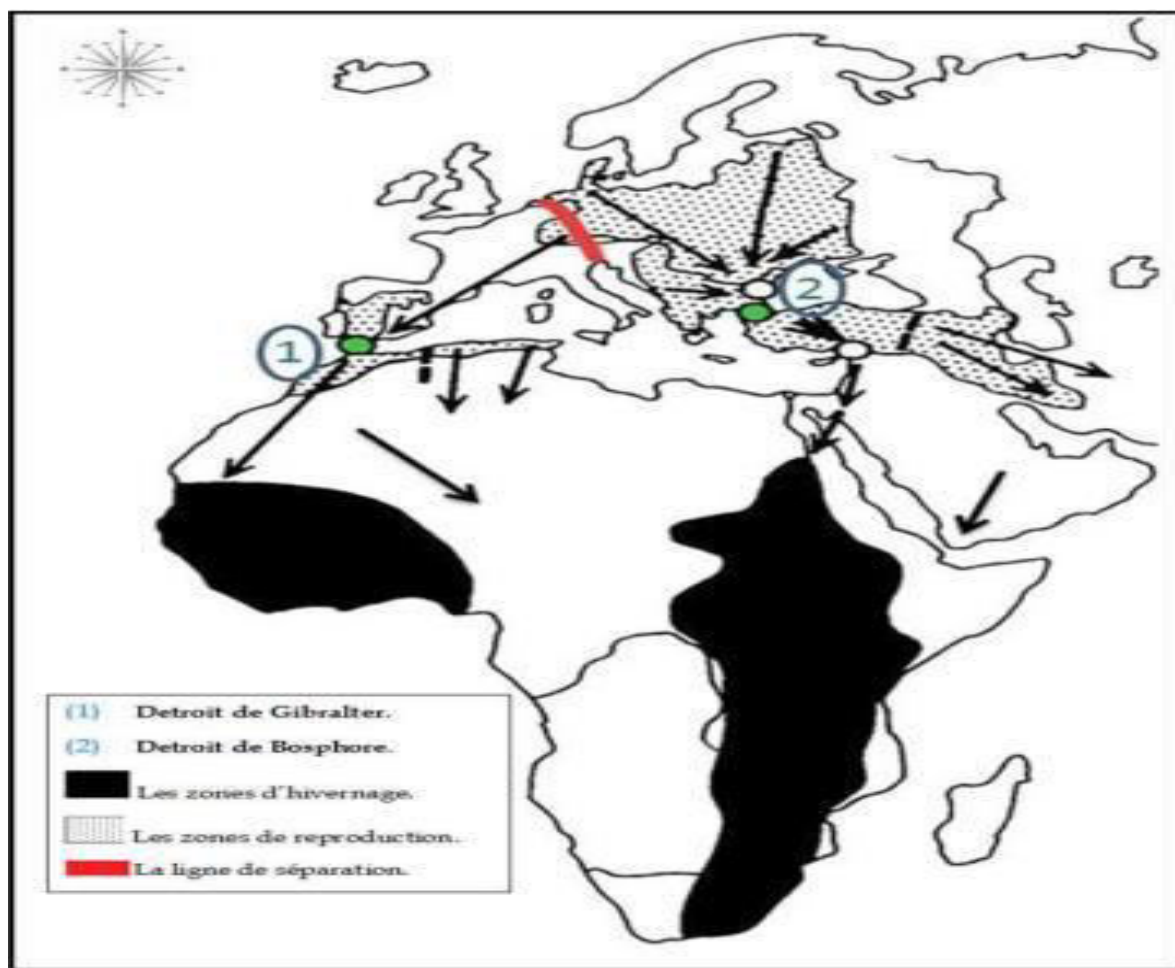 1
2
(1) Detroit de Gibralter.
(2) Detroit de Bosphore.
Les zones d'hivernage.
Les zones de reproduction.
La ligne de séparation.